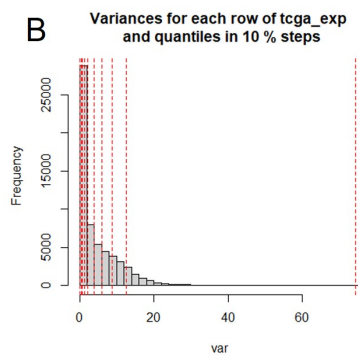 B
Variances for each row of tcga_exp
and quantiles in 10 % steps
Frequency
25000
15000
5000
0
0
20
40
60
var